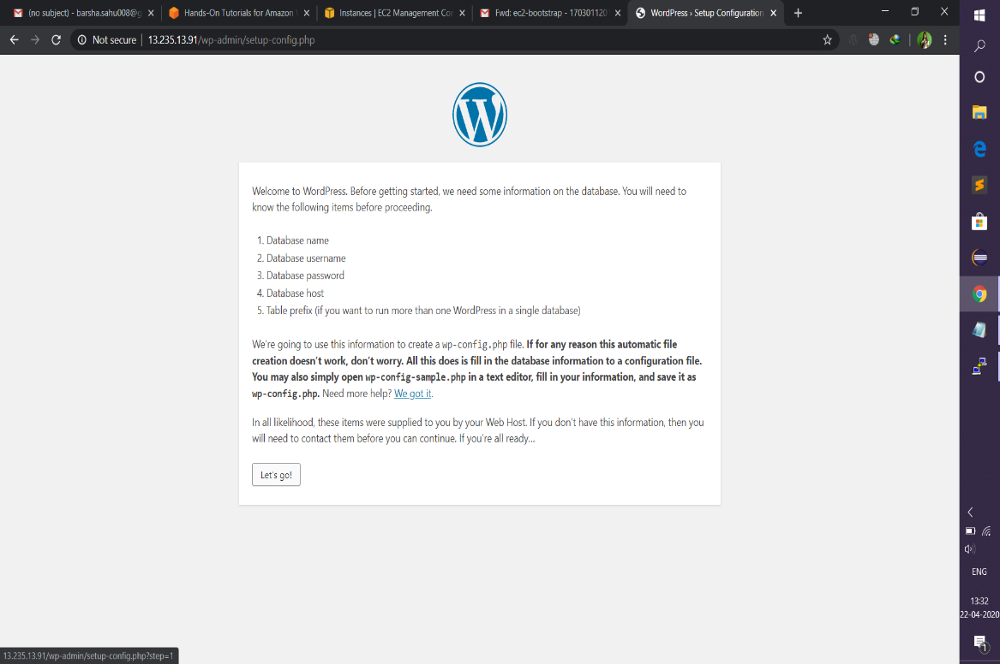 (no subject) - barsha.sahu008@g
Hands-On Tutorials for Amazon
Instances | EC2 Management Con
Fwd: ec2-bootstrap - 170301120
WordPress › Setup Configuration
Not secure | 13.235.13.91/wp-admin/setup-config.php
Welcome to WordPress. Before getting started, we need some information on the database. You will need to
know the following items before proceeding.
1. Database name
2. Database username
3. Database password
4. Database host
5. Table prefix (if you want to run more than one WordPress in a single database)
We're going to use this information to create a wp-config.php file. If for any reason this automatic file
creation doesn't work, don't worry. All this does is fill in the database information to a configuration file.
You may also simply open wp-config-sample.php in a text editor, fill in your information, and save it as
wp-config.php. Need more help? We got it.
In all likelihood, these items were supplied to you by your Web Host. If you don't have this information, then you
will need to contact them before you can continue. If you're all ready…
Let's go!
ENG
13:32
22-04-2020
1
13.235.13.91/wp-admin/setup-config.php?step=1